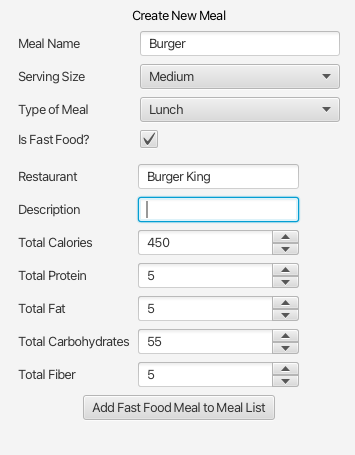 Create New Meal
Meal Name Burger
Serving Size Medium
Type of Meal Lunch
Is Fast Food?
Restaurant Burger King
Description
Total Calories 450
Total Protein 5
Total Fat 5
Total Carbohydrates 55
Total Fiber 5
Add Fast Food Meal to Meal List